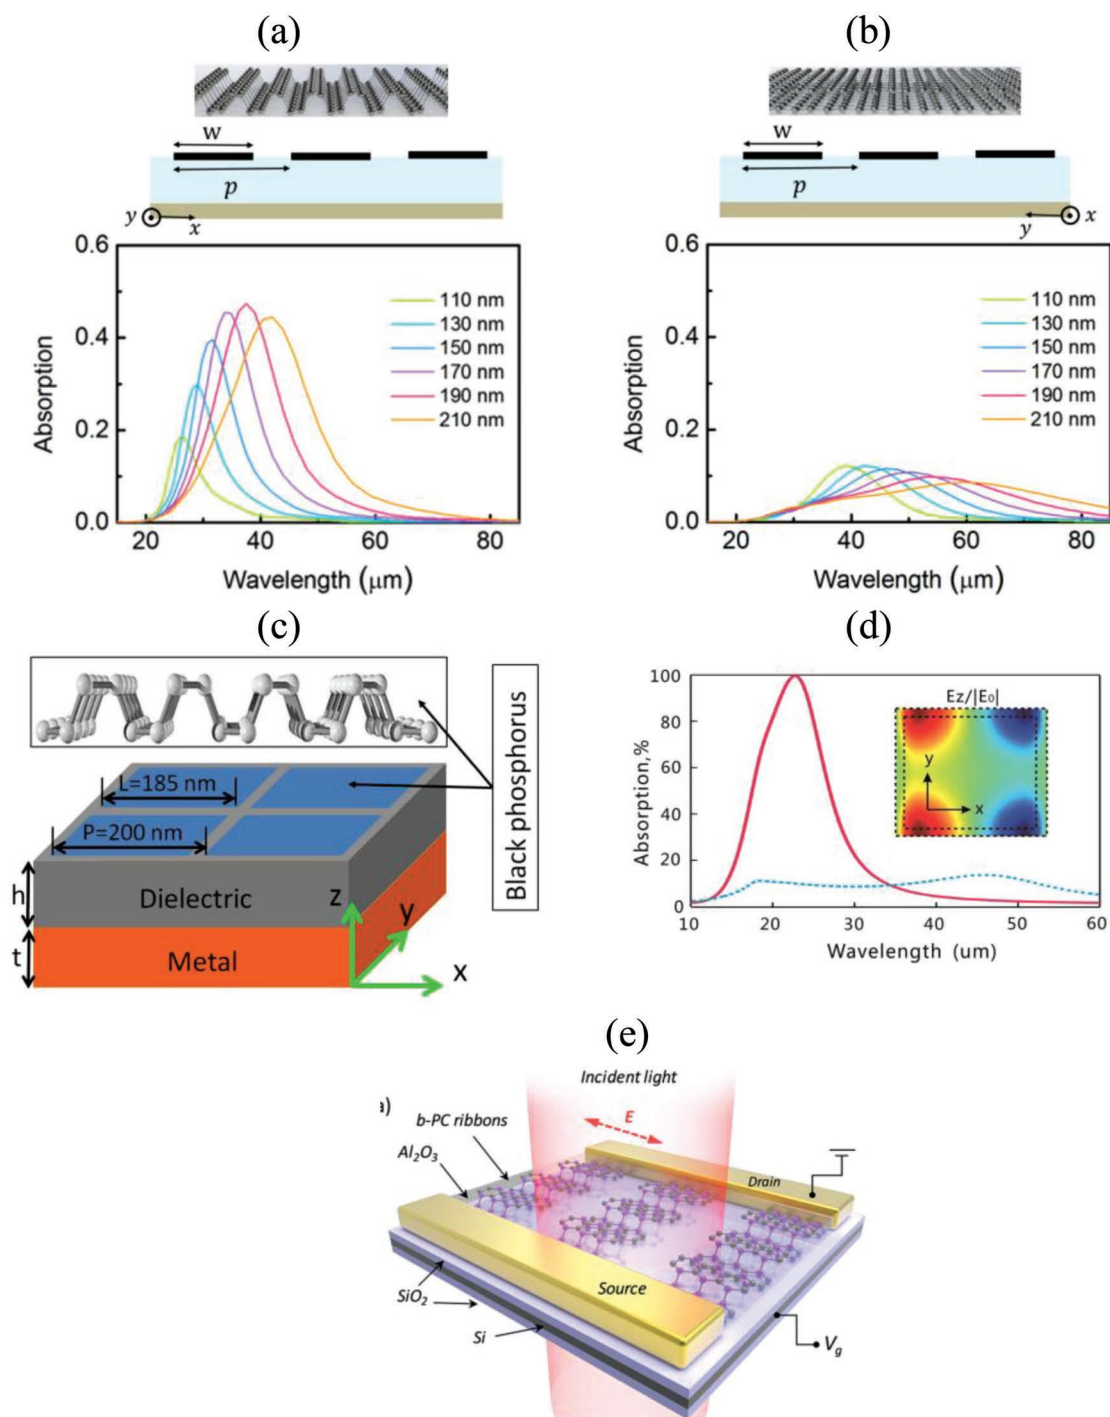 (a)
w
p
y
x
0.6
0.4
0.2
0.0
Absorption
110 nm
130 nm
150 nm
170 nm
190 nm
210 nm
20
40
60
80
Wavelength (μm)
(b)
w
p
y
x
0.6
0.4
0.2
0.0
Absorption
110 nm
130 nm
150 nm
170 nm
190 nm
210 nm
20
40
60
80
Wavelength (μm)
(c)
Black phosphorus
L=185 nm
P=200 nm
h
Dielectric
t
Metal
z
y
x
(d)
100
80
60
40
20
0
Absorption,%
Ez/|E₀|
y
x
10
20
30
40
50
60
Wavelength (um)
(e)
a)
Incident light
E
b-PC ribbons
Al₂O₃
Drain
Source
SiO₂
Si
Vg